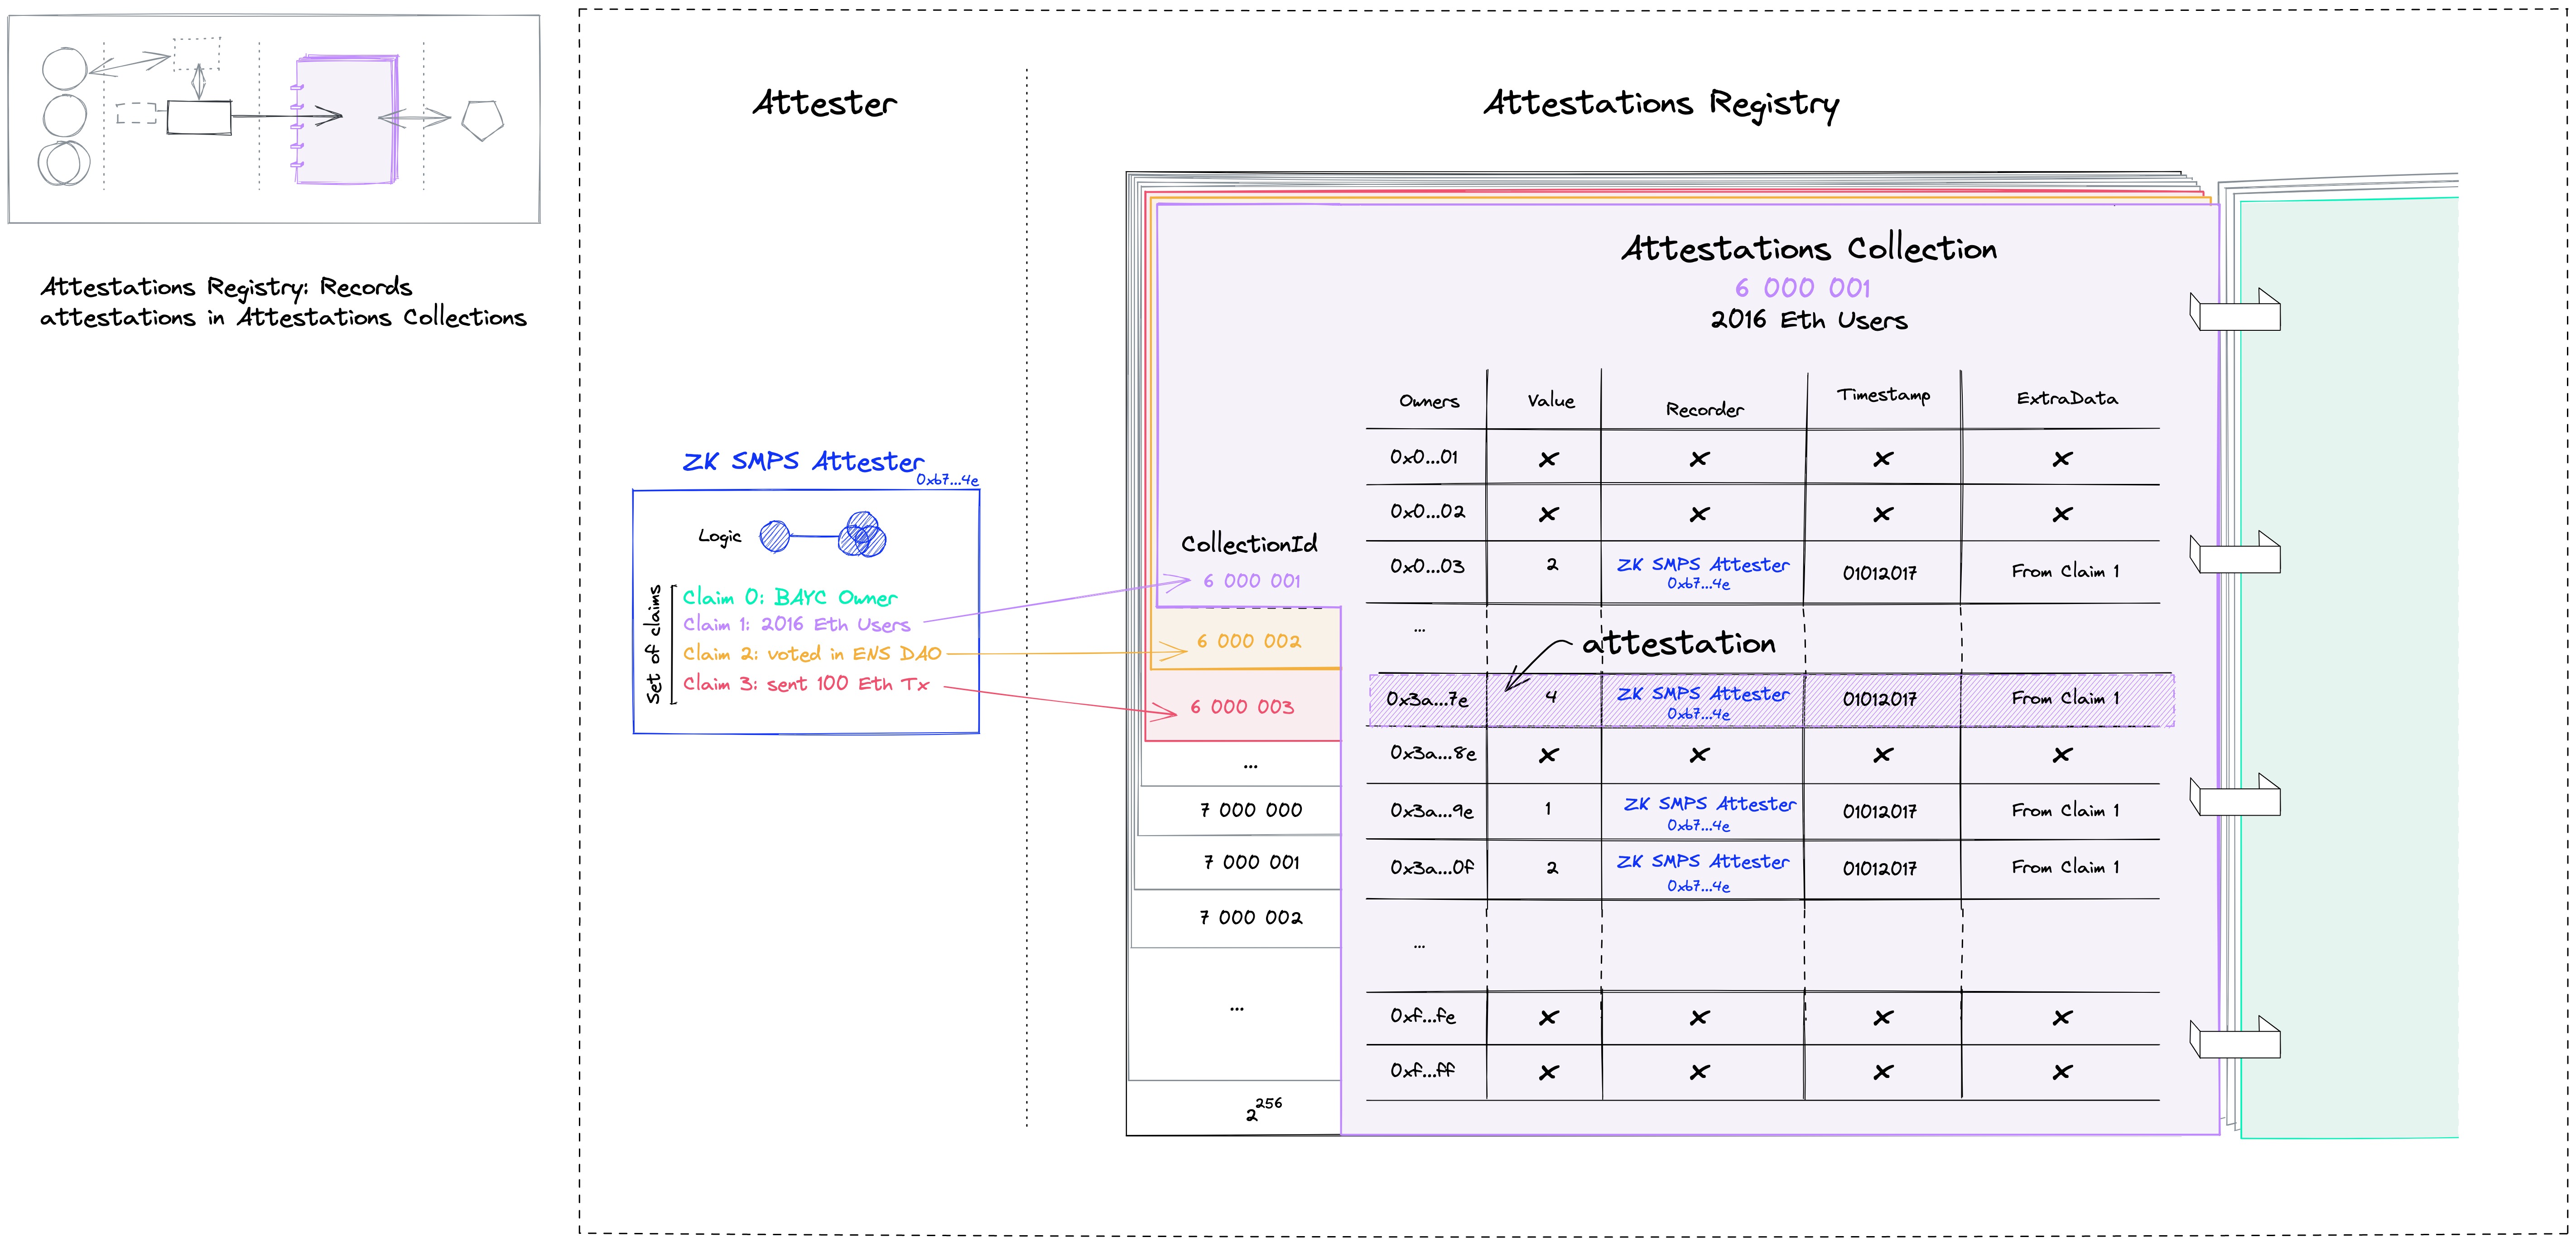 Attestations Registry: Records
attestations in Attestations Collections
Attester
Attestations Registry
ZK SMPS Attester
0xb7...4e
Logic
Set of claims
Claim 0: BAYC Owner
Claim 1: 2016 Eth Users
Claim 2: voted in ENS DAO
Claim 3: sent 100 Eth Tx
CollectionId
6 000 001
6 000 002
6 000 003
...
7 000 000
7 000 001
7 000 002
...
2^256
Attestations Collection
6 000 001
2016 Eth Users
Owners Value Recorder Timestamp ExtraData
0x0...01 x x x x
0x0...02 x x x x
0x0...03 2 ZK SMPS Attester 01012017 From Claim 1
0xb7...4e
...
attestation
0x3a...7e 4 ZK SMPS Attester 01012017 From Claim 1
0xb7...4e
0x3a...8e x x x x
0x3a...9e 1 ZK SMPS Attester 01012017 From Claim 1
0xb7...4e
0x3a...0f 2 ZK SMPS Attester 01012017 From Claim 1
0xb7...4e
...
0xf...fe x x x x
0xf...ff x x x x